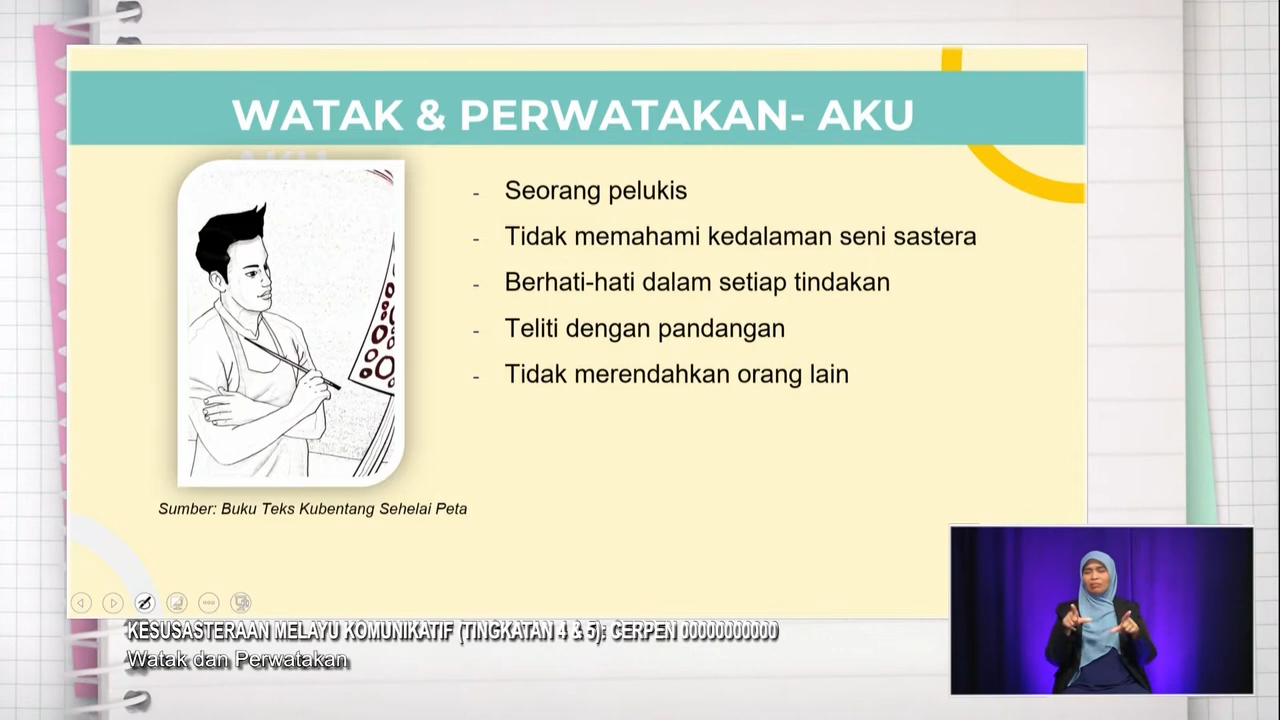 WATAK & PERWATAKAN- AKU
- Seorang pelukis
- Tidak memahami kedalaman seni sastera
- Berhati-hati dalam setiap tindakan
- Teliti dengan pandangan
- Tidak merendahkan orang lain
Sumber: Buku Teks Kubentang Sehelai Peta
KESUSASTERAAN MELAYU KOMUNIKATIF (TINGKATAN 4 & 5): CERPEN 00000000000
Watak dan Perwatakan